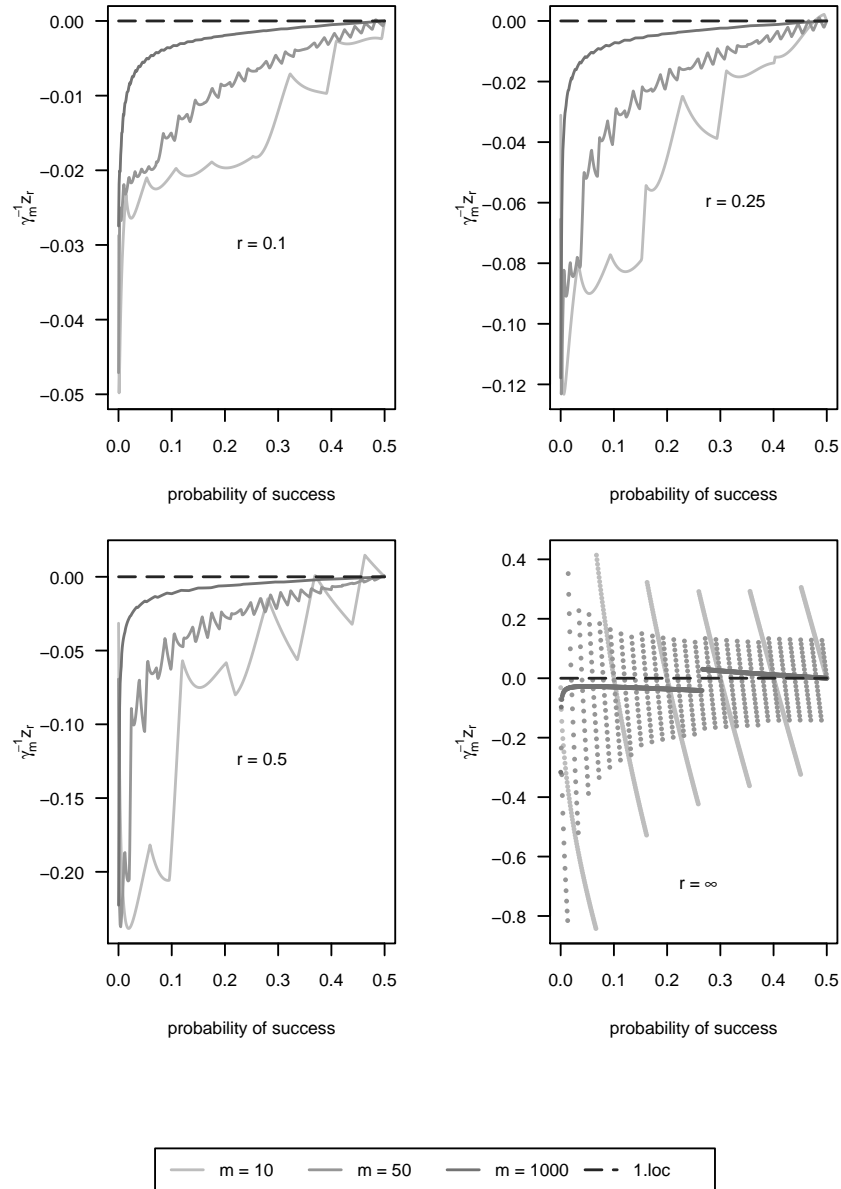 0.00
−0.01
−0.02
−0.03
−0.04
−0.05
γₘ⁻¹zᵣ
r = 0.1
0.0 0.1 0.2 0.3 0.4 0.5
probability of success
0.00
−0.02
−0.04
−0.06
−0.08
−0.10
−0.12
γₘ⁻¹zᵣ
r = 0.25
0.0 0.1 0.2 0.3 0.4 0.5
probability of success
0.00
−0.05
−0.10
−0.15
−0.20
γₘ⁻¹zᵣ
r = 0.5
0.0 0.1 0.2 0.3 0.4 0.5
probability of success
0.4
0.2
0.0
−0.2
−0.4
−0.6
−0.8
γₘ⁻¹zᵣ
r = ∞
0.0 0.1 0.2 0.3 0.4 0.5
probability of success
m = 10 m = 50 m = 1000 1.loc